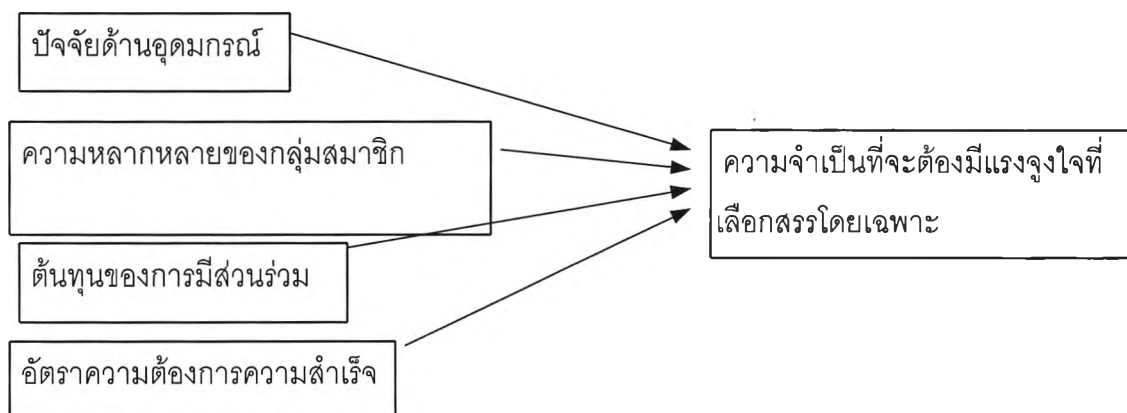 ปัจจัยด้านอุดมกรณ์
ความหลากหลายของกลุ่มสมาชิก
ความจำเป็นที่จะต้องมีแรงจูงใจที่
เลือกสรรโดยเฉพาะ
ต้นทุนของการมีส่วนร่วม
อัตราความต้องการความสำเร็จ